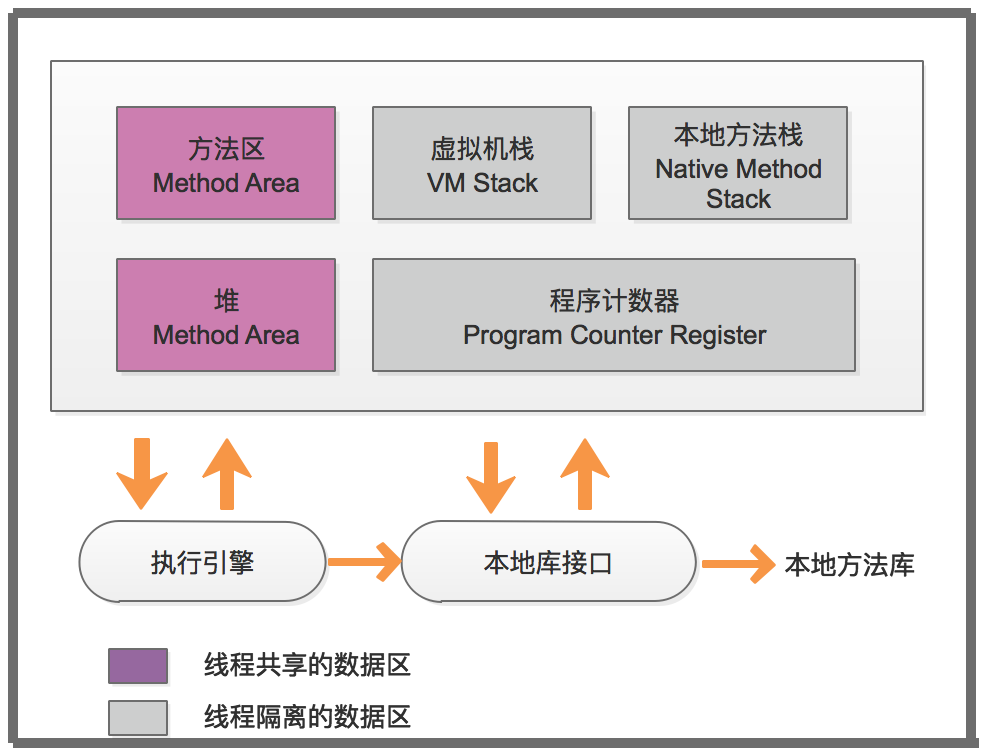 方法区
Method Area
虚拟机栈
VM Stack
本地方法栈
Native Method
Stack
堆
Method Area
程序计数器
Program Counter Register
执行引擎
本地库接口
本地方法库
线程共享的数据区
线程隔离的数据区